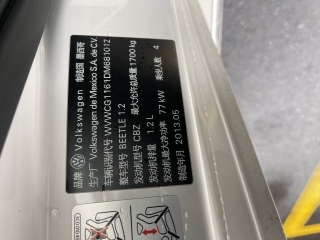 品牌 Volkswagen 制造国 墨西哥
生产厂 Volkswagen de Mexico S.A. de C.V.
车辆识别代号 WVWCG1161DM681012
整车型号 BEETLE 1.2 最大允许总质量 1700 kg
发动机型号 CBZ 乘坐人数 4
发动机排量 1.2 L
发动机最大净功率 77 kW
制造年月 2013.05